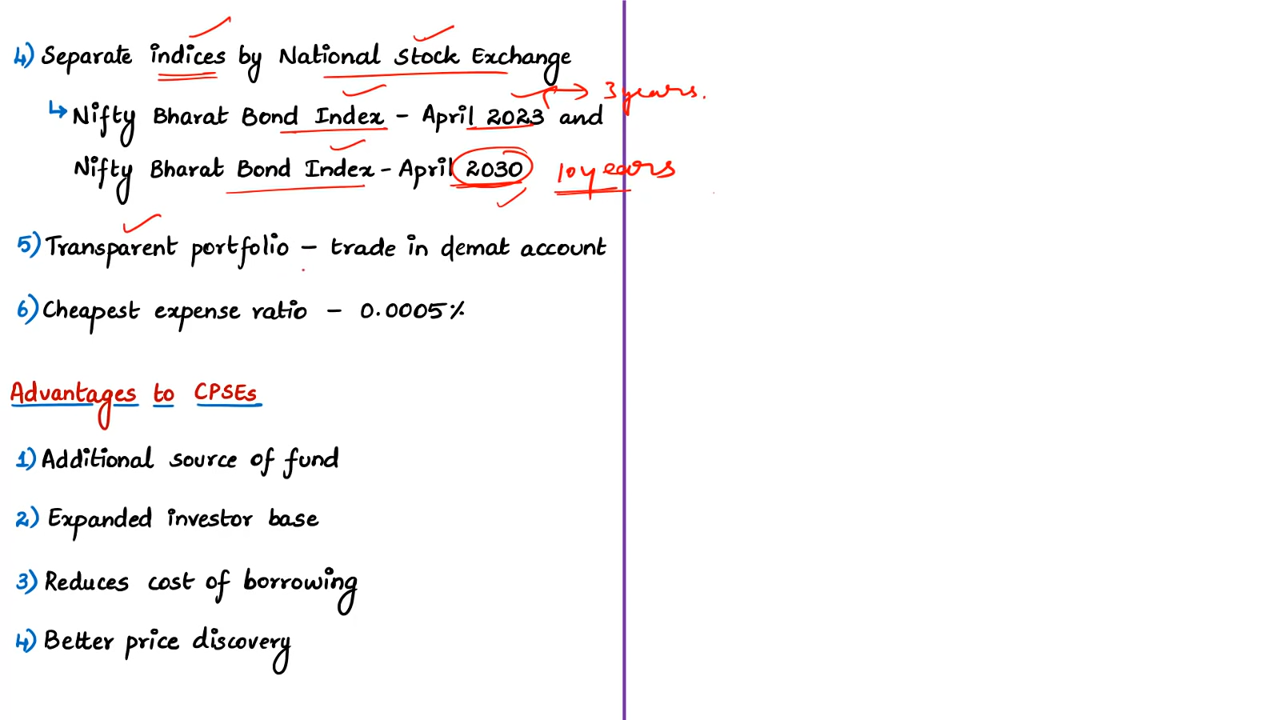 4) Separate indices by National Stock Exchange
↳ Nifty Bharat Bond Index - April 2023 and → 3 years.
Nifty Bharat Bond Index - April 2030 10 years
5) Transparent portfolio - trade in demat account
6) Cheapest expense ratio - 0.0005%
Advantages to CPSEs
1) Additional source of fund
2) Expanded investor base
3) Reduces cost of borrowing
4) Better price discovery